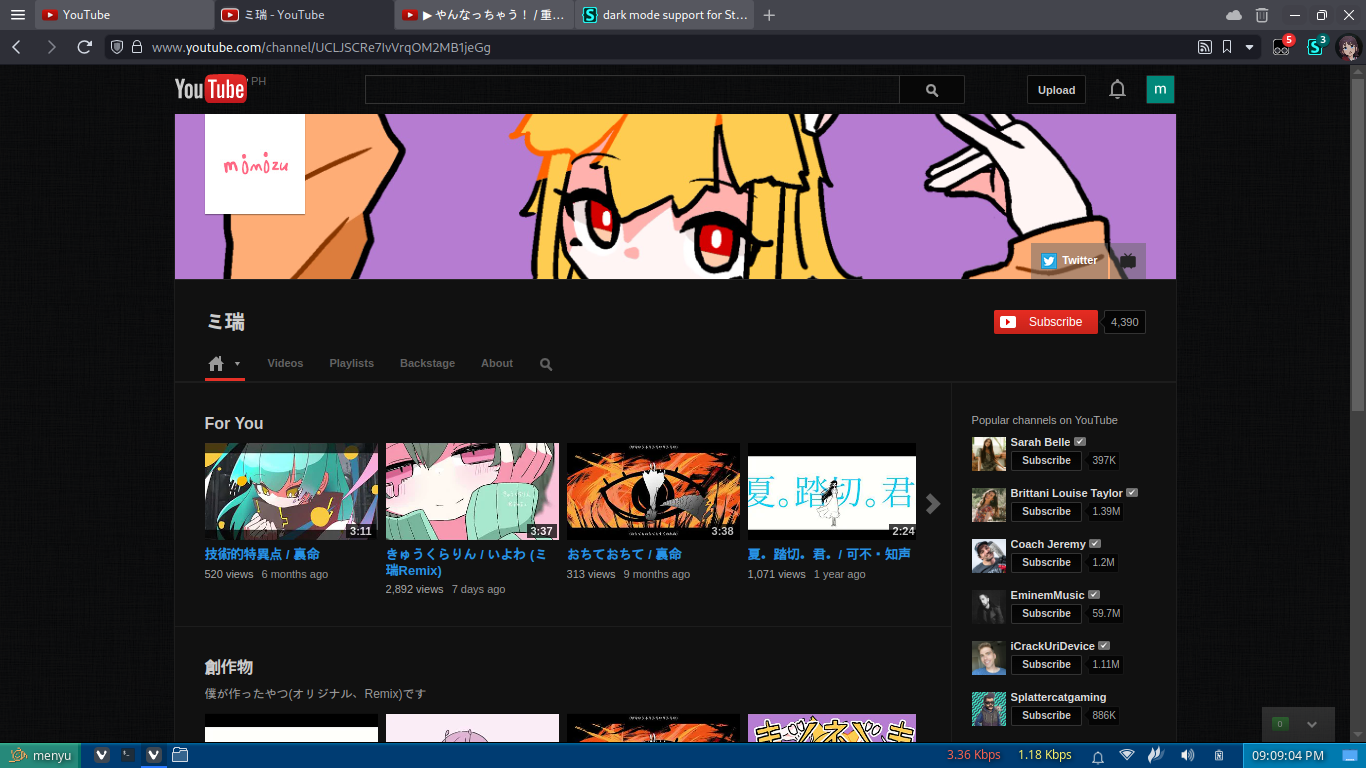 YouTube
ミ瑞 - YouTube
▶ やんなっちゃう！ / 重...
dark mode support for St...
5
3
www.youtube.com/channel/UCLJSCRe7IvVrqOM2MB1jeGg
YouTube PH
Upload
m
mimizu
Twitter
ミ瑞
Subscribe
4,390
Videos
Playlists
Backstage
About
For You
3:11
3:37
3:38
2:24
夏。踏切。君
技術的特異点 / 裏命
520 views 6 months ago
きゅうくらりん / いよわ (ミ
瑞Remix)
2,892 views 7 days ago
おちておちて / 裏命
313 views 9 months ago
夏。踏切。君。/ 可不・知声
1,071 views 1 year ago
創作物
僕が作ったやつ(オリジナル、Remix)です
Popular channels on YouTube
Sarah Belle
Subscribe 397K
Brittani Louise Taylor
Subscribe 1.39M
Coach Jeremy
Subscribe 1.2M
EminemMusic
Subscribe 59.7M
iCrackUriDevice
Subscribe 1.11M
Splattercatgaming
Subscribe 886K
0
menyu
3.36 Kbps
1.18 Kbps
09:09:04 PM